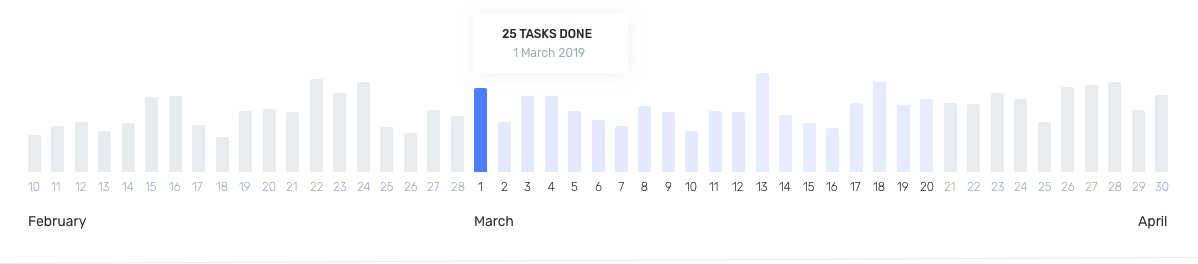 25 TASKS DONE
1 March 2019
10 11 12 13 14 15 16 17 18 19 20 21 22 23 24 25 26 27 28 1 2 3 4 5 6 7 8 9 10 11 12 13 14 15 16 17 18 19 20 21 22 23 24 25 26 27 28 29 30
February March April